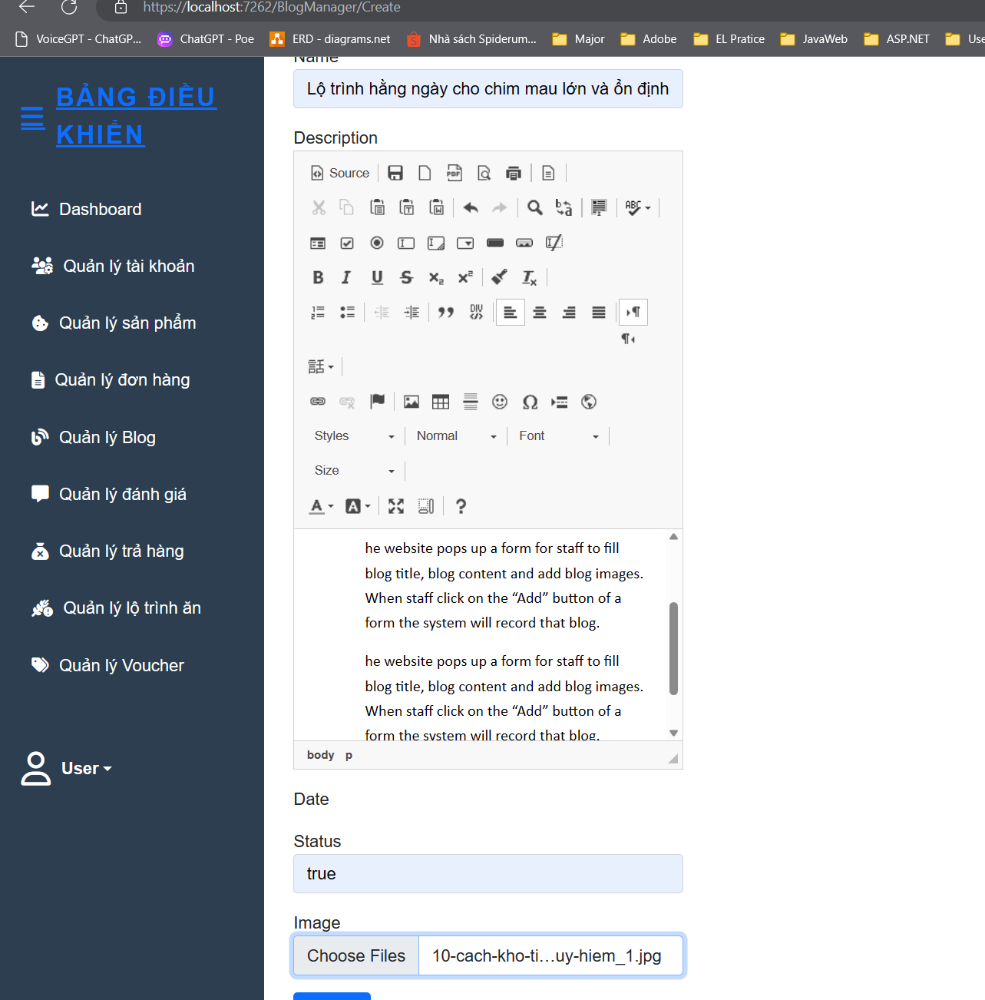 https://localhost:7262/BlogManager/Create
VoiceGPT - ChatGP... ChatGPT - Poe ERD - diagrams.net Nhà sách Spiderum... Major Adobe EL Pratice JavaWeb ASP.NET Use
BẢNG ĐIỀU
KHIỂN
Dashboard
Quản lý tài khoản
Quản lý sản phẩm
Quản lý đơn hàng
Quản lý Blog
Quản lý đánh giá
Quản lý trả hàng
Quản lý lộ trình ăn
Quản lý Voucher
User
Name
Lộ trình hằng ngày cho chim mau lớn và ổn định
Description
Source
Styles Normal Font
Size
he website pops up a form for staff to fill
blog title, blog content and add blog images.
When staff click on the “Add” button of a
form the system will record that blog.
he website pops up a form for staff to fill
blog title, blog content and add blog images.
When staff click on the “Add” button of a
form the system will record that blog.
body p
Date
Status
true
Image
Choose Files 10-cach-kho-ti...uy-hiem_1.jpg